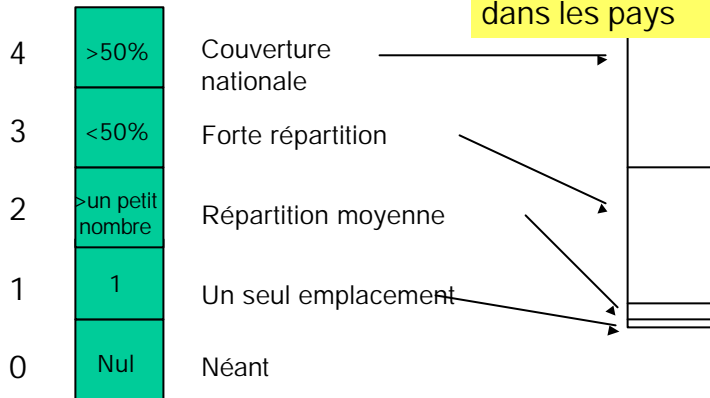 dans les pays
4 >50% Couverture
nationale
3 <50% Forte répartition
2 >un petit
nombre Répartition moyenne
1 1 Un seul emplacement
0 Nul Néant